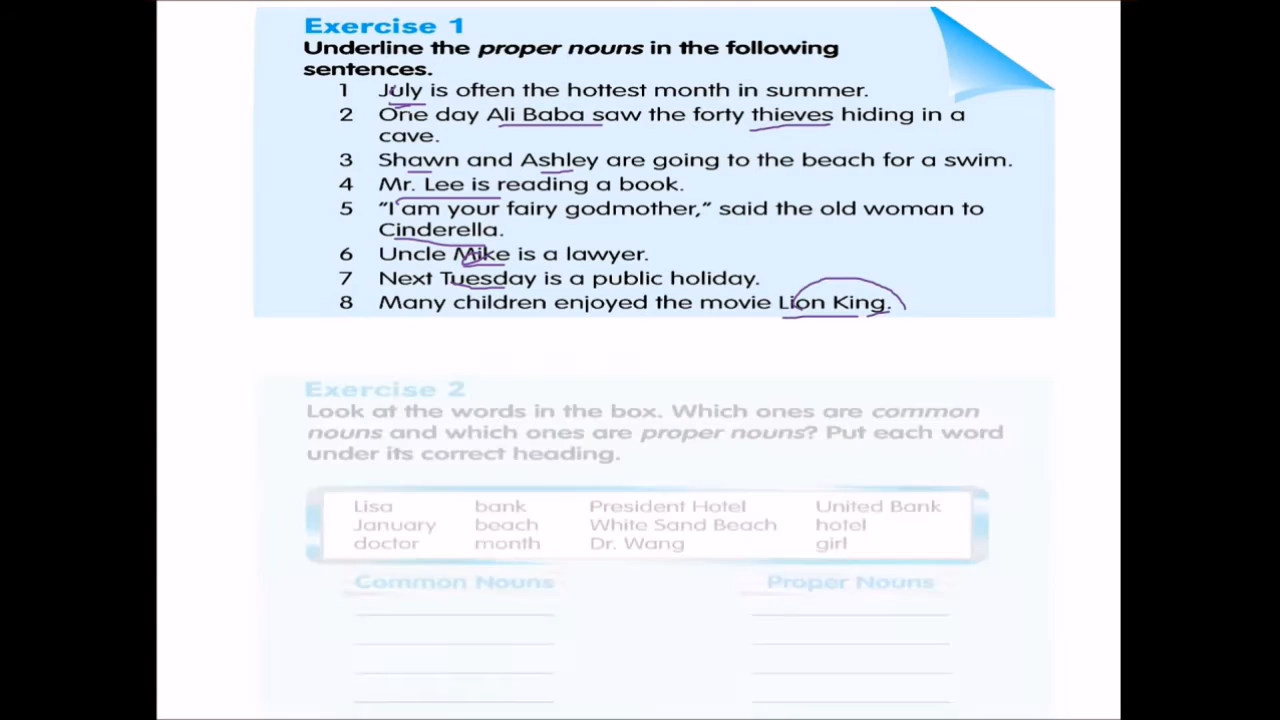 Exercise 1
Underline the proper nouns in the following
sentences.
1 July is often the hottest month in summer.
2 One day Ali Baba saw the forty thieves hiding in a
cave.
3 Shawn and Ashley are going to the beach for a swim.
4 Mr. Lee is reading a book.
5 “I am your fairy godmother,” said the old woman to
Cinderella.
6 Uncle Mike is a lawyer.
7 Next Tuesday is a public holiday.
8 Many children enjoyed the movie Lion King.
Exercise 2
Look at the words in the box. Which ones are common
nouns and which ones are proper nouns? Put each word
under its correct heading.
Lisa bank President Hotel United Bank
January beach White Sand Beach hotel
doctor month Dr. Wang girl
Common Nouns Proper Nouns